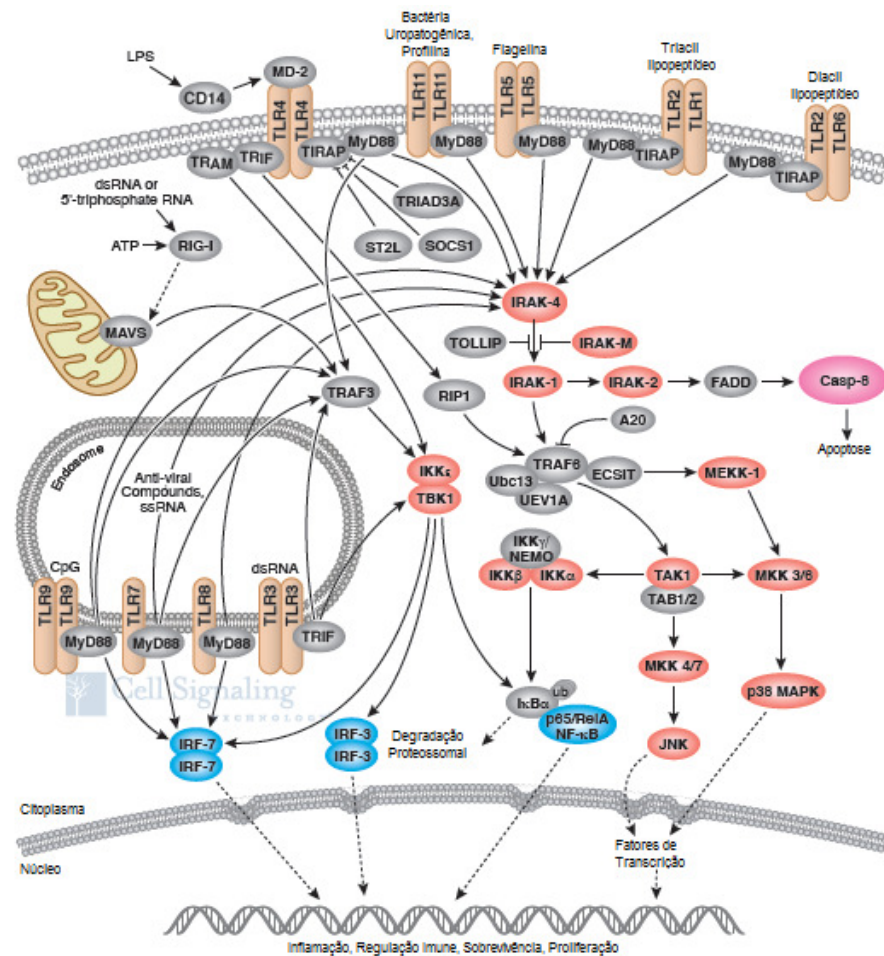 Bactéria
Uropatogênica,
Profilina
Flagelina
Triacil
lipopeptídeo
Diacil
lipopeptídeo
LPS
CD14
MD-2
TLR4
TLR4
TLR11
TLR11
TLR5
TLR5
TLR2
TLR1
TLR2
TLR6
TRAM
TRIF
TIRAP
MyD88
MyD88
MyD88
MyD88
TIRAP
MyD88
TIRAP
dsRNA or
5'-triphosphate RNA
ATP
RIG-I
TRIAD3A
ST2L
SOCS1
MAVS
IRAK-4
TOLLIP
IRAK-M
TRAF3
RIP1
IRAK-1
IRAK-2
FADD
Casp-8
A20
Apoptose
Endosome
Anti-viral
Compounds,
ssRNA
IKKε
TBK1
TRAF6
Ubc13
UEV1A
ECSIT
MEKK-1
CpG
dsRNA
TLR9
TLR9
TLR7
TLR8
TLR3
TLR3
MyD88
MyD88
MyD88
TRIF
IKKγ/
NEMO
IKKβ
IKKα
TAK1
TAB1/2
MKK 3/6
MKK 4/7
p38 MAPK
Cell Signaling
TECHNOLOGY
IκBα
ub
p65/RelA
NF-κB
JNK
IRF-7
IRF-7
IRF-3
IRF-3
Degradação
Proteossomal
Citoplasma
Núcleo
Fatores de
Transcrição
Inflamação, Regulação Imune, Sobrevivência, Proliferação